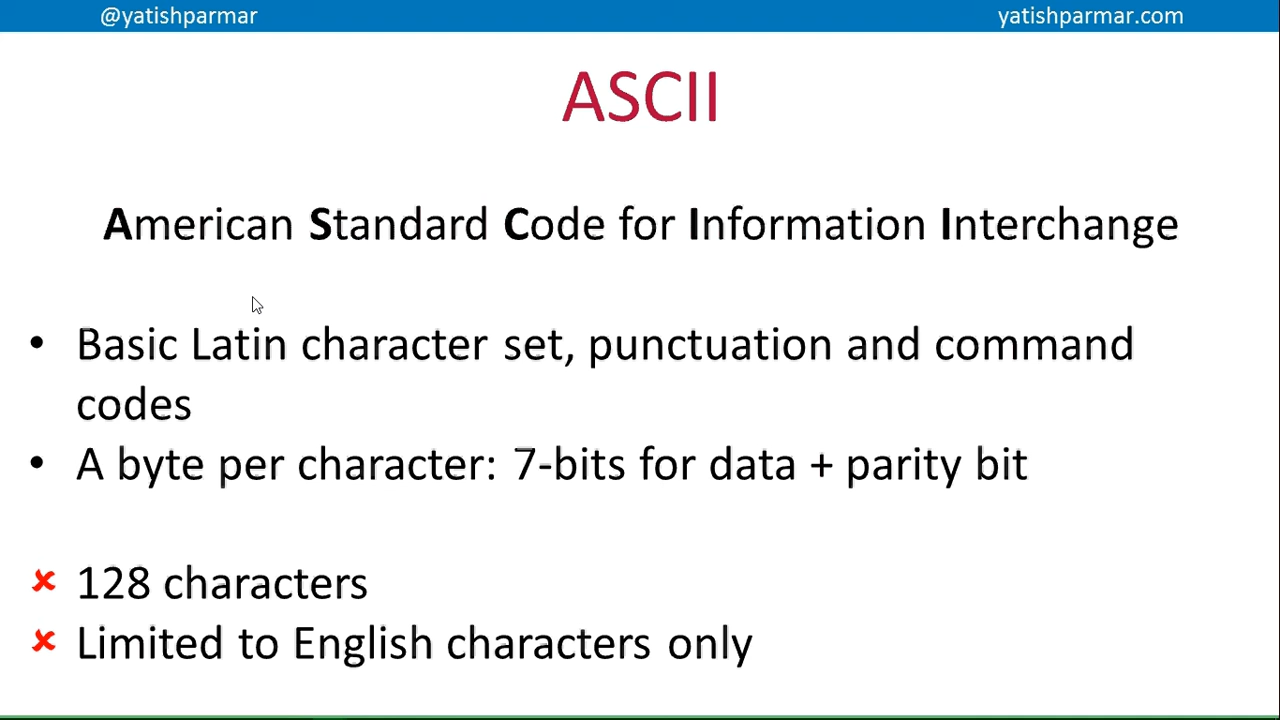 @yatishparmar yatishparmar.com
ASCII
American Standard Code for Information Interchange
• Basic Latin character set, punctuation and command
codes
• A byte per character: 7-bits for data + parity bit
✘ 128 characters
✘ Limited to English characters only